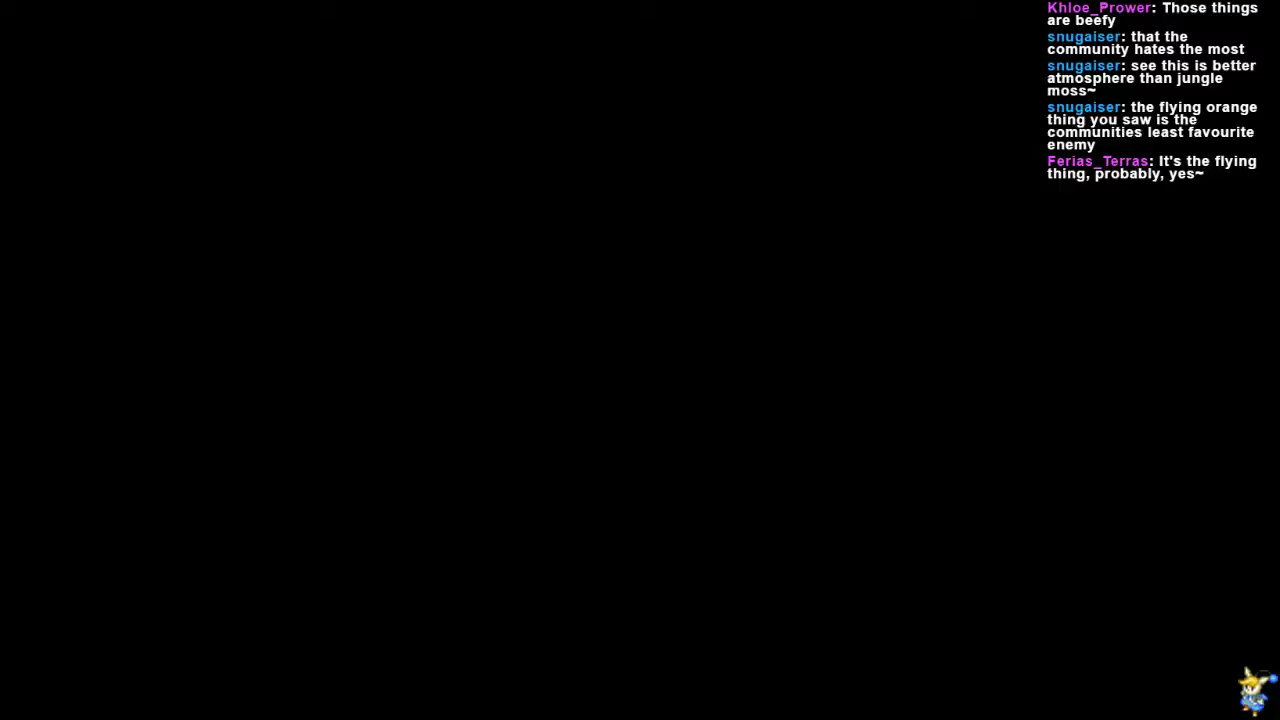 Khloe_Prower: Those things
are beefy
snugaiser: that the
community hates the most
snugaiser: see this is better
atmosphere than jungle
moss~
snugaiser: the flying orange
thing you saw is the
communities least favourite
enemy
Ferias_Terras: It's the flying
thing, probably, yes~